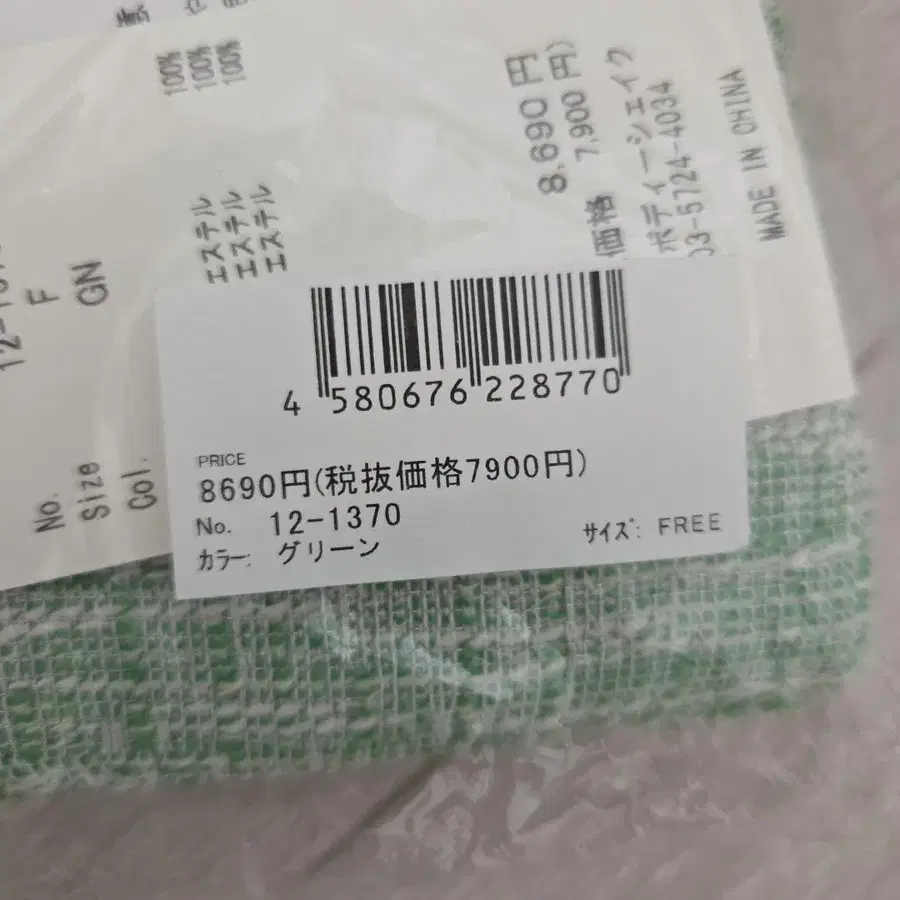 4 580676 228770
PRICE
8690円(税抜価格7900円)
No. 12-1370
カラー: グリーン
サイズ: FREE
No.
Size F
Col. GN
エステル 100%
エステル 100%
エステル 100%
価格 8,690 円
7,900 円)
ボディーシェイク
03-5724-4034
MADE IN CHINA